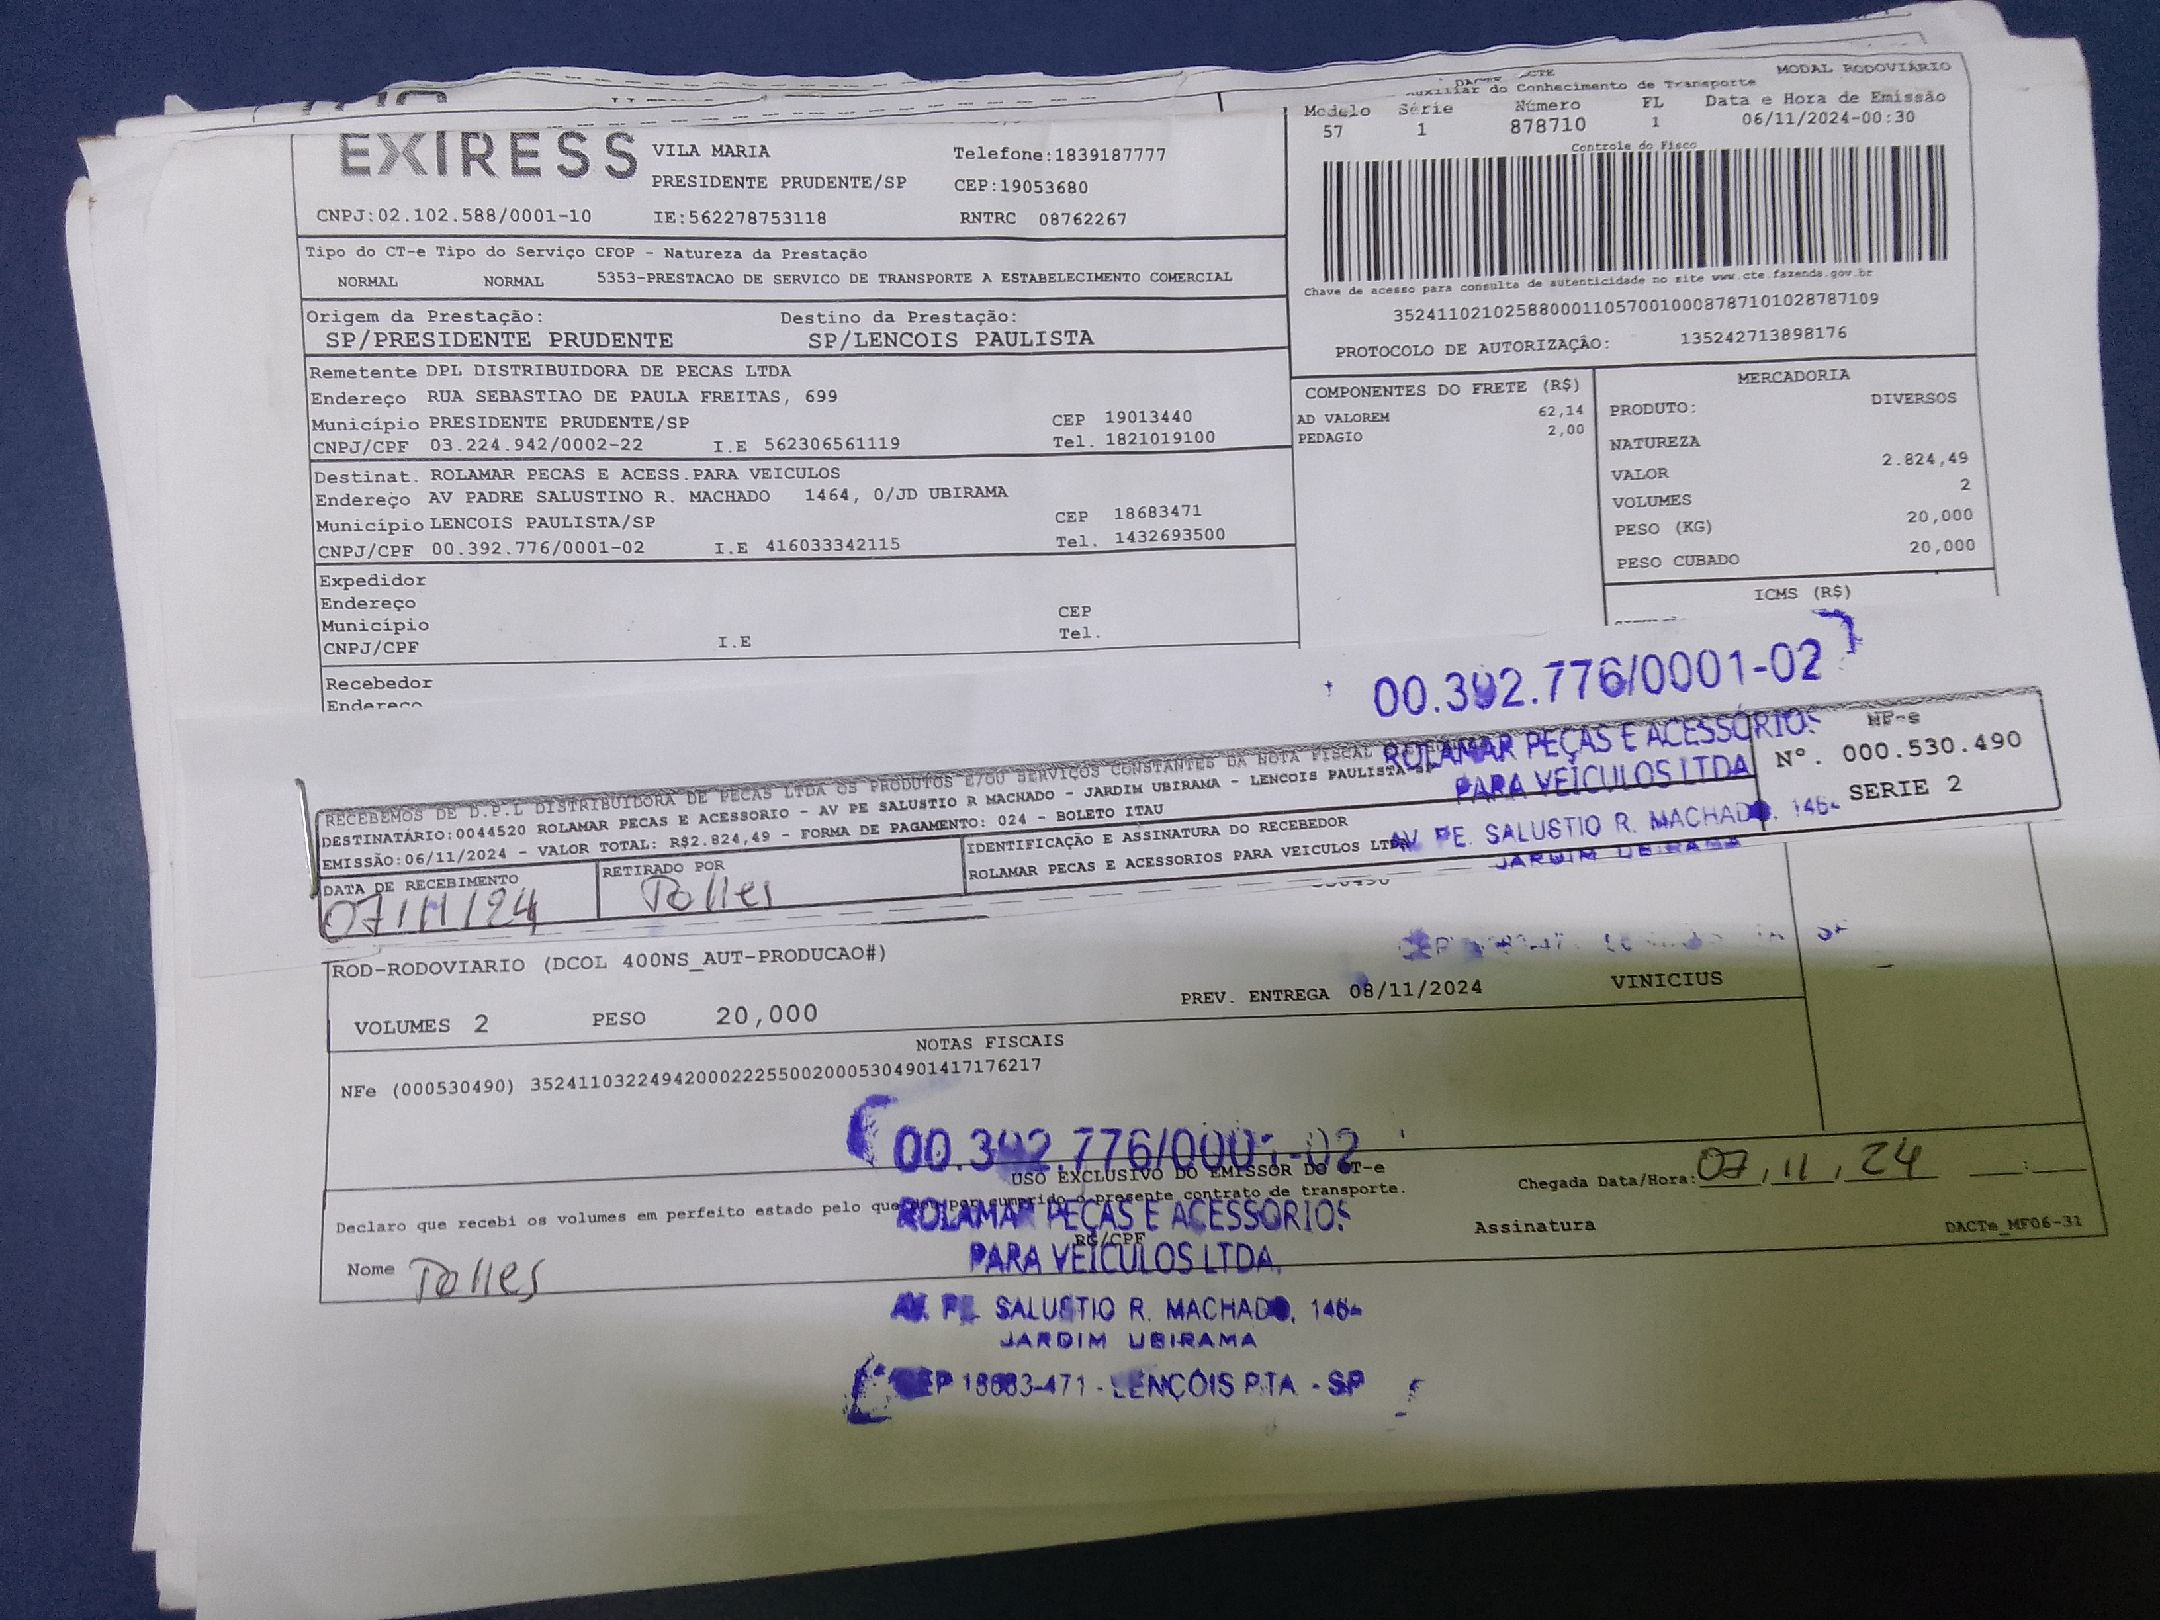 DACTE
Auxiliar do Conhecimento de Transporte
MODAL RODOVIÁRIO
Modelo Série Número FL Data e Hora de Emissão
57 1 878710 1 06/11/2024-00:30
Controle do Fisco
EXIRESS
VILA MARIA Telefone:1839187777
PRESIDENTE PRUDENTE/SP CEP:19053680
CNPJ:02.102.588/0001-10 IE:562278753118 RNTRC 08762267
Tipo do CT-e Tipo do Serviço CFOP - Natureza da Prestação
NORMAL NORMAL 5353-PRESTACAO DE SERVICO DE TRANSPORTE A ESTABELECIMENTO COMERCIAL
Chave de acesso para consulta de autenticidade no site www.cte.fazenda.gov.br
35241102102588000110570010008787101028787109
PROTOCOLO DE AUTORIZAÇÃO: 135242713898176
Origem da Prestação: Destino da Prestação:
SP/PRESIDENTE PRUDENTE SP/LENCOIS PAULISTA
Remetente DPL DISTRIBUIDORA DE PECAS LTDA
Endereço RUA SEBASTIAO DE PAULA FREITAS, 699
Município PRESIDENTE PRUDENTE/SP CEP 19013440
CNPJ/CPF 03.224.942/0002-22 I.E 562306561119 Tel. 1821019100
Destinat. ROLAMAR PECAS E ACESS.PARA VEICULOS
Endereço AV PADRE SALUSTINO R. MACHADO 1464, 0/JD UBIRAMA
Município LENCOIS PAULISTA/SP CEP 18683471
CNPJ/CPF 00.392.776/0001-02 I.E 416033342115 Tel. 1432693500
Expedidor
Endereço
Município CEP
CNPJ/CPF I.E Tel.
Recebedor
Endereço
COMPONENTES DO FRETE (R$)
AD VALOREM 62,14
PEDAGIO 2,00
MERCADORIA
PRODUTO: DIVERSOS
NATUREZA
VALOR 2.824,49
VOLUMES 2
PESO (KG) 20,000
PESO CUBADO 20,000
ICMS (R$)
00.392.776/0001-02
ROLAMAR PEÇAS E ACESSÓRIOS
PARA VEÍCULOS LTDA
AV PE. SALUSTIO R. MACHADO, 1464
JARDIM UBIRAMA
RECEBEMOS DE D.P.L DISTRIBUIDORA DE PECAS LTDA OS PRODUTOS E/OU SERVIÇOS CONSTANTES DA NOTA FISCAL
DESTINATÁRIO:0044520 ROLAMAR PECAS E ACESSORIO - AV PE SALUSTIO R MACHADO - JARDIM UBIRAMA - LENCOIS PAULISTA-SP
EMISSÃO:06/11/2024 - VALOR TOTAL: R$2.824,49 - FORMA DE PAGAMENTO: 024 - BOLETO ITAU
NF-e
Nº. 000.530.490
SERIE 2
DATA DE RECEBIMENTO RETIRADO POR IDENTIFICAÇÃO E ASSINATURA DO RECEBEDOR
07/11/24 Talles ROLAMAR PECAS E ACESSORIOS PARA VEICULOS LTDA
ROD-RODOVIARIO (DCOL 400NS_AUT-PRODUCAO#)
VOLUMES 2 PESO 20,000 PREV. ENTREGA 08/11/2024 VINICIUS
NOTAS FISCAIS
NFe (000530490) 35241103224942000222550020005304901417176217
00.392.776/0001-02
USO EXCLUSIVO DO EMISSOR DO CT-e
Declaro que recebi os volumes em perfeito estado pelo que dou por cumprido o presente contrato de transporte.
Chegada Data/Hora: 07, 11, 24 :
ROLAMAR PEÇAS E ACESSÓRIOS
RG/CPF
Assinatura
DACTe_MF06-31
PARA VEÍCULOS LTDA.
Nome Talles
AV. PE. SALUSTIO R. MACHADO, 1464
JARDIM UBIRAMA
CEP 18683-471 - LENÇÓIS PTA - SP